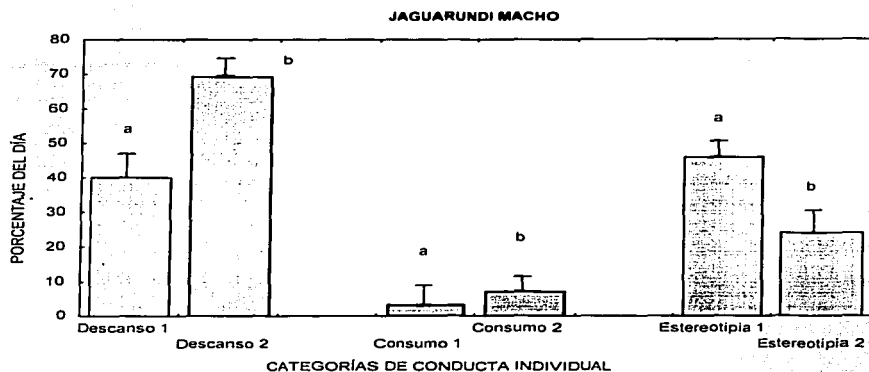 JAGUARUNDI MACHO
PORCENTAJE DEL DÍA
80
70
60
50
40
30
20
10
0
a
b
a
b
a
b
Descanso 1
Descanso 2
Consumo 1
Consumo 2
Estereotipia 1
Estereotipia 2
CATEGORÍAS DE CONDUCTA INDIVIDUAL